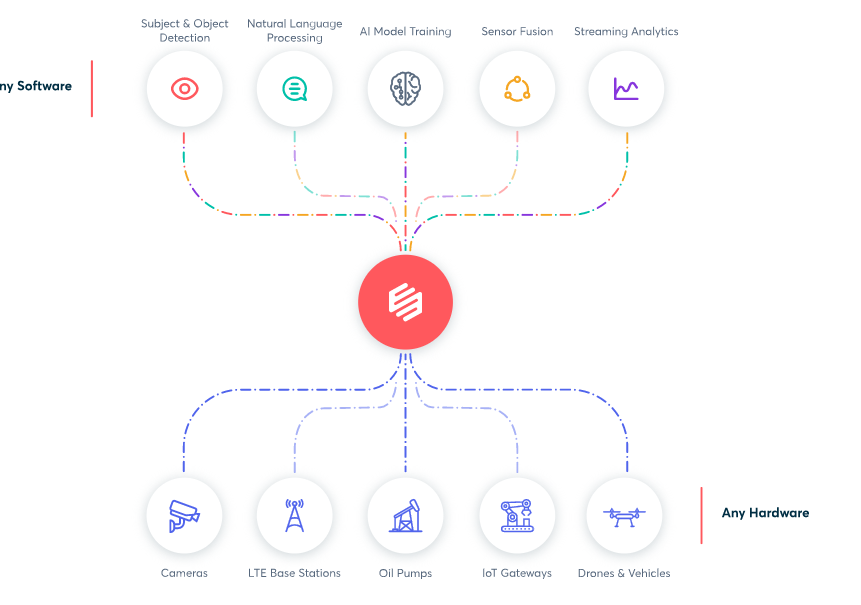 Subject & Object
Detection
Natural Language
Processing
AI Model Training
Sensor Fusion
Streaming Analytics
ny Software
Any Hardware
Cameras
LTE Base Stations
Oil Pumps
IoT Gateways
Drones & Vehicles